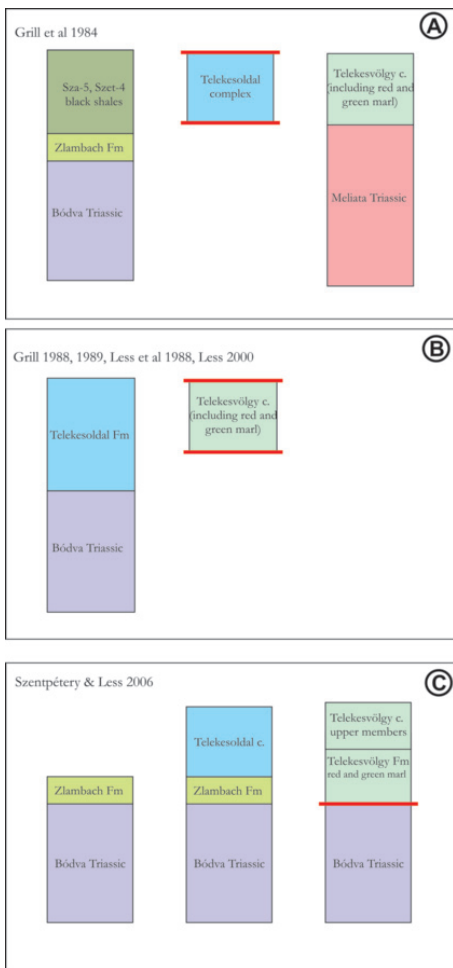 Grill et al 1984
A
Sza-5, Szet-4
black shales
Zlambach Fm
Bódva Triassic
Telekesoldal
complex
Telekesvölgy c.
(including red and
green marl)
Meliata Triassic
B
Grill 1988, 1989, Less et al 1988, Less 2000
Telekesoldal Fm
Bódva Triassic
Telekesvölgy c.
(including red and
green marl)
Szentpétery & Less 2006
C
Zlambach Fm
Bódva Triassic
Telekesoldal c.
Zlambach Fm
Bódva Triassic
Telekesvölgy c.
upper members
Telekesvölgy Fm
red and green marl
Bódva Triassic